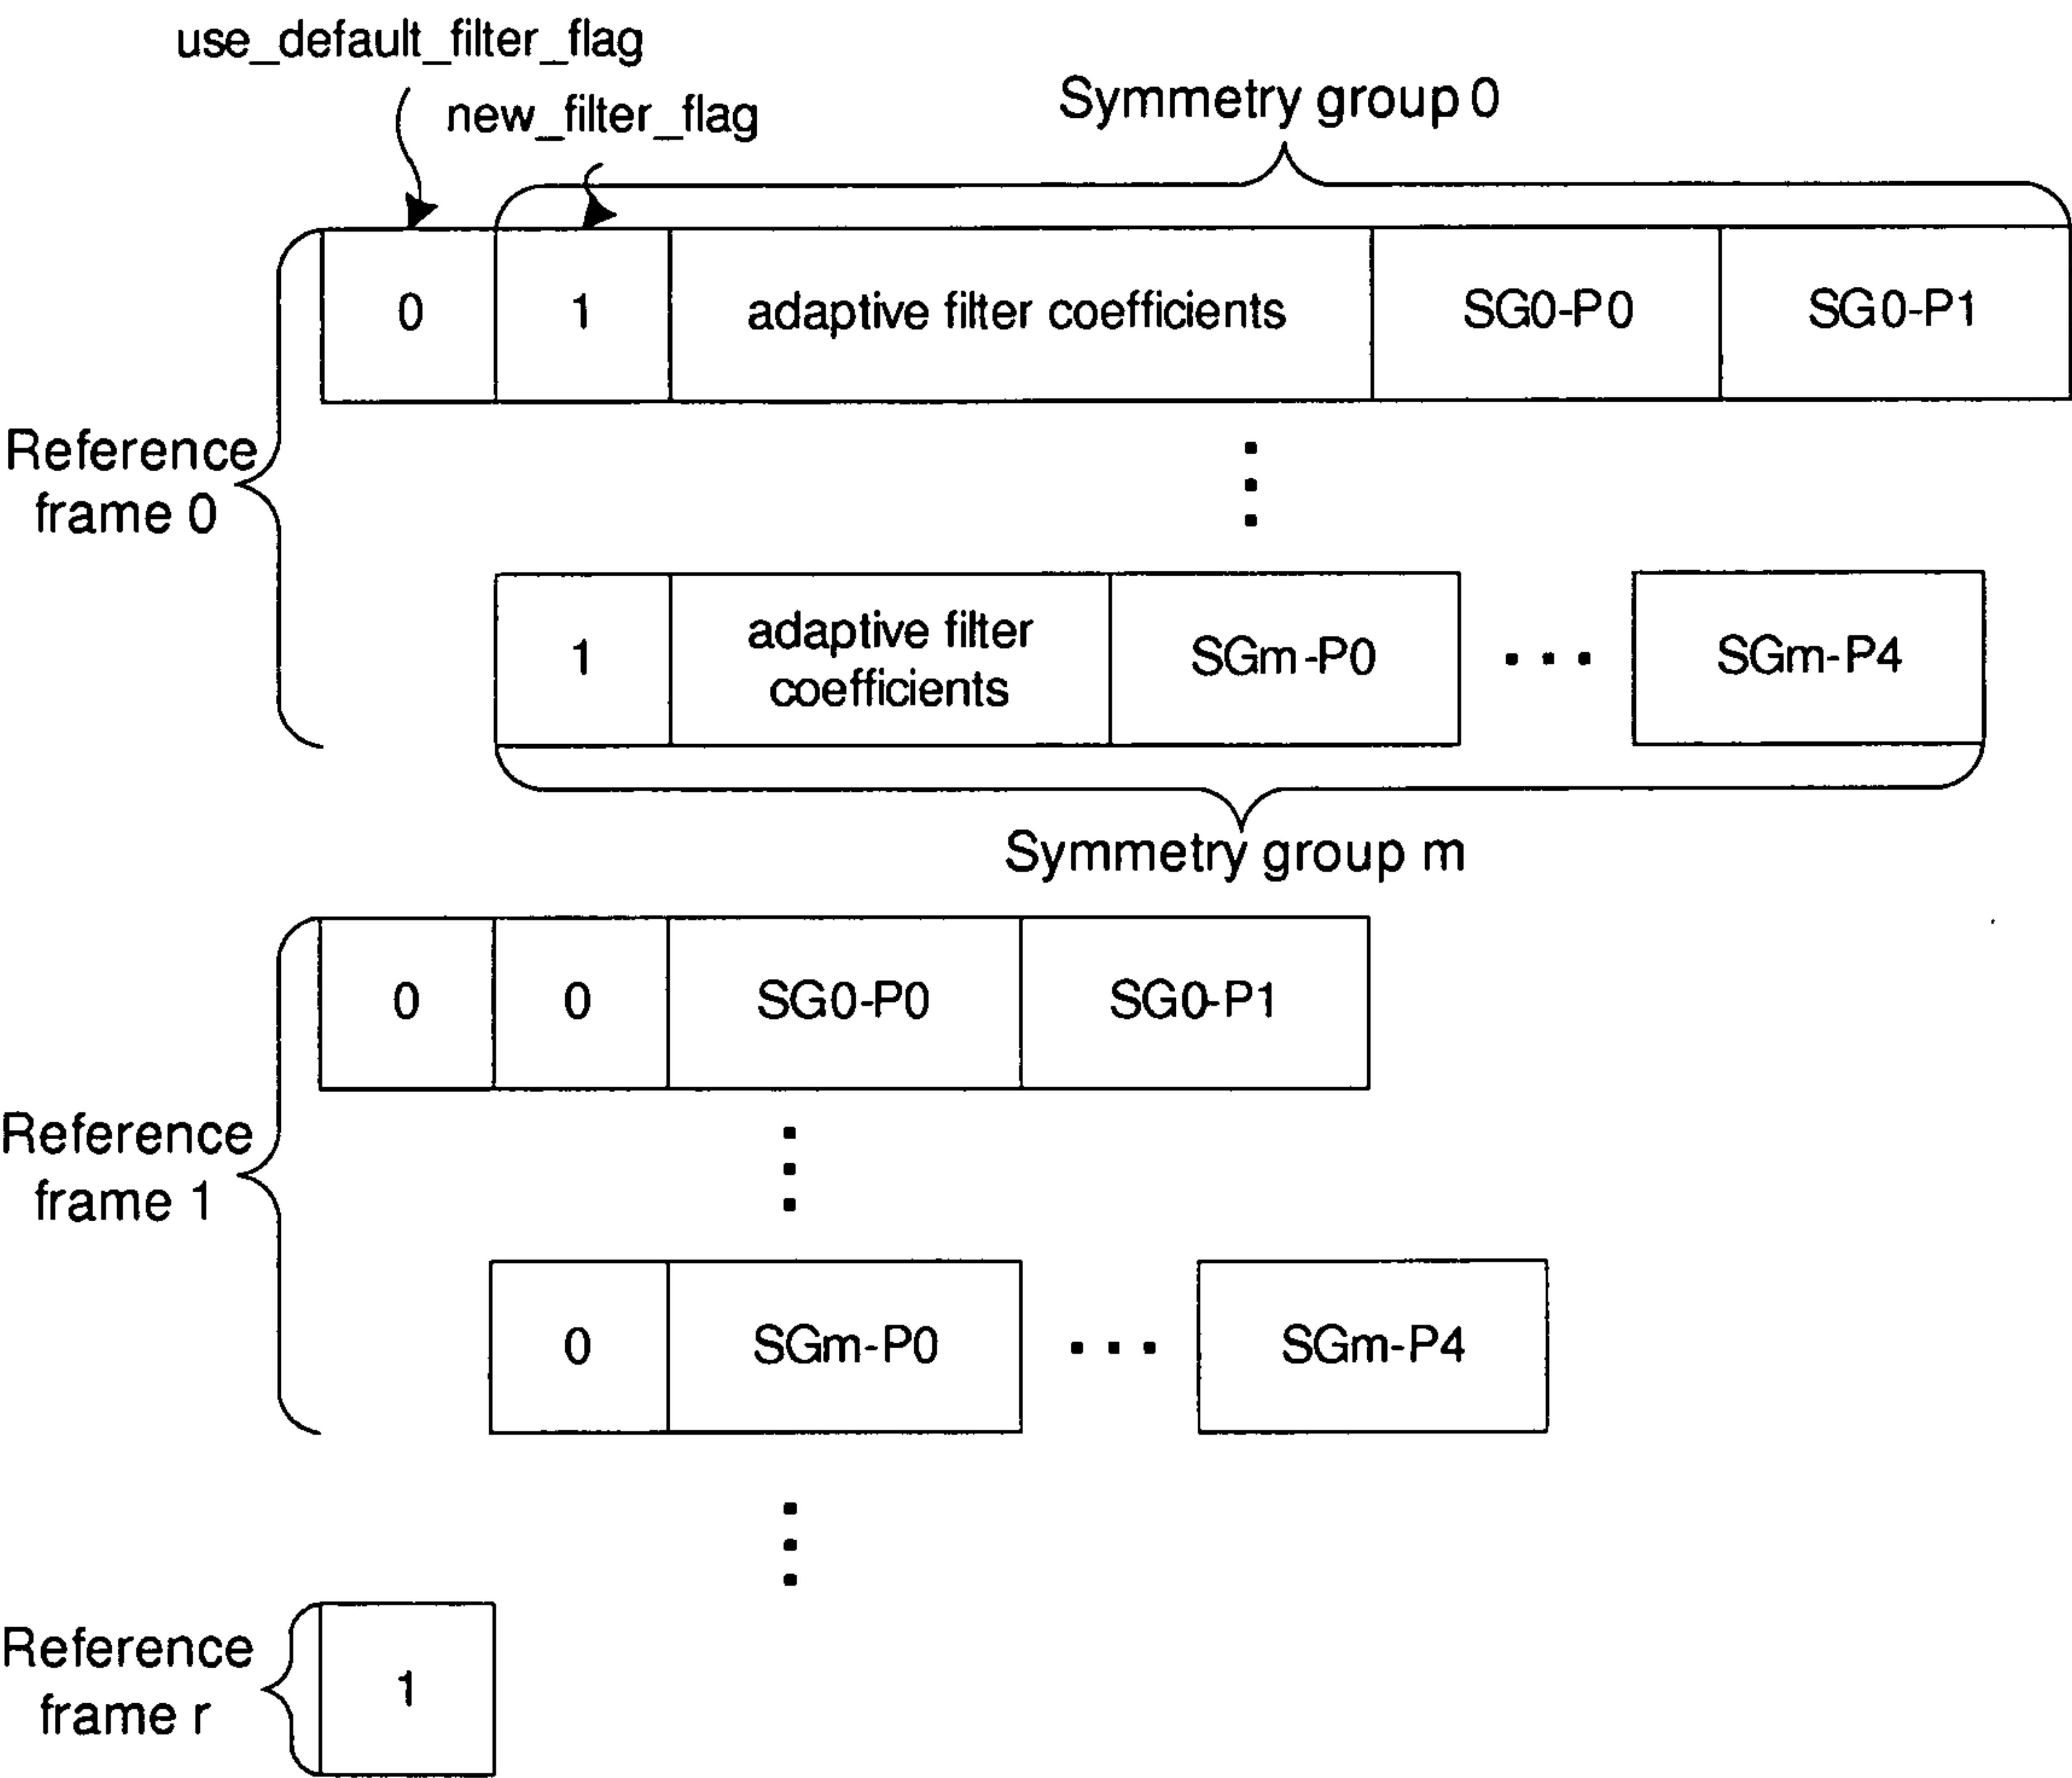 use_default_filter_flag
new_filter_flag
Symmetry group 0
Reference
frame 0
0
1
adaptive filter coefficients
SG0-P0
SG0-P1
1
adaptive filter
coefficients
SGm-P0
SGm-P4
Symmetry group m
Reference
frame 1
0
0
SG0-P0
SG0-P1
0
SGm-P0
SGm-P4
Reference
frame r
1